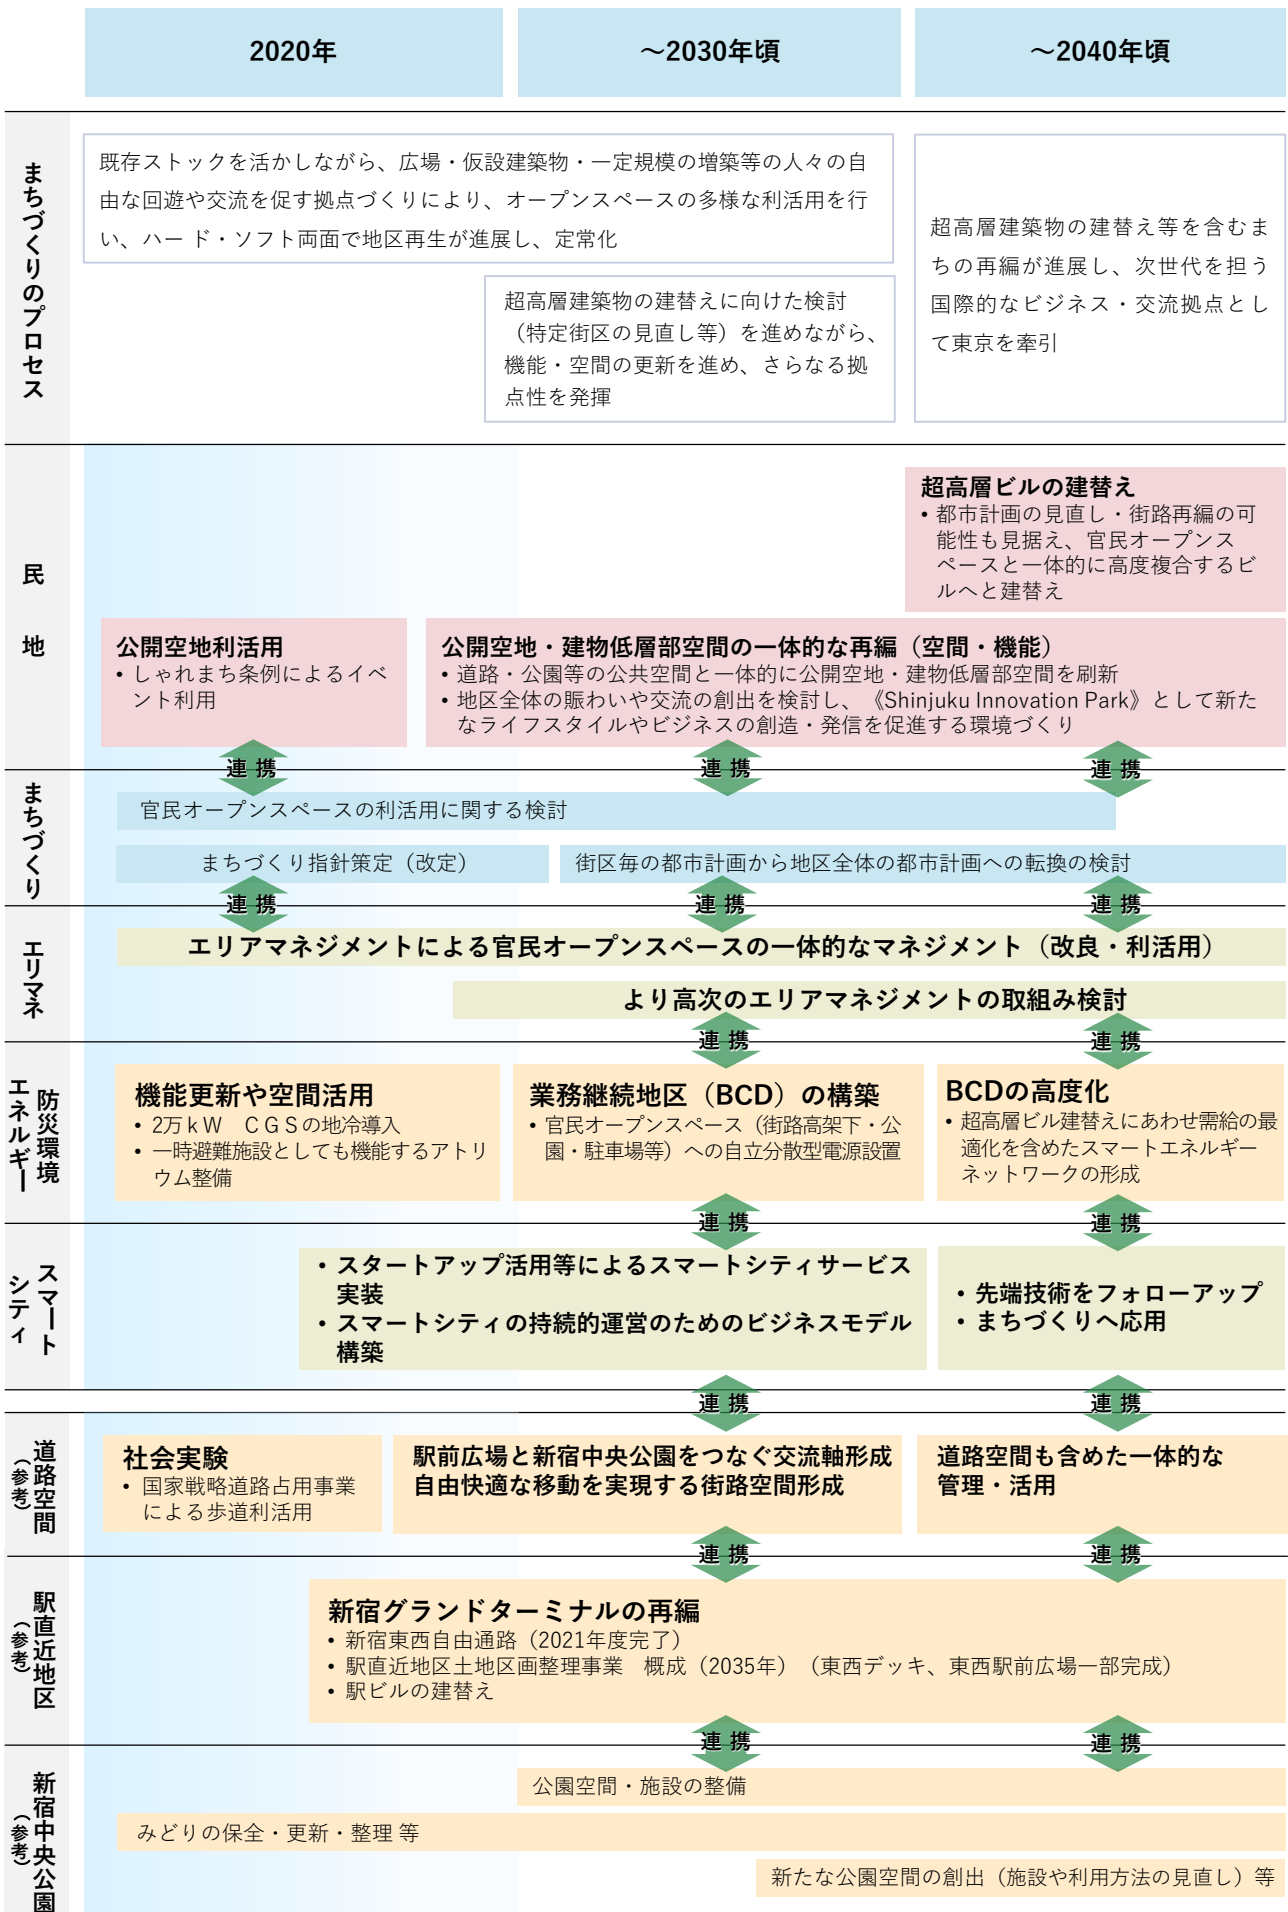 2020年
～2030年頃
～2040年頃
まちづくりのプロセス
既存ストックを活かしながら、広場・仮設建築物・一定規模の増築等の人々の自
由な回遊や交流を促す拠点づくりにより、オープンスペースの多様な利活用を行
い、ハード・ソフト両面で地区再生が進展し、定常化
超高層建築物の建替えに向けた検討
（特定街区の見直し等）を進めながら、
機能・空間の更新を進め、さらなる拠
点性を発揮
超高層建築物の建替え等を含むま
ちの再編が進展し、次世代を担う
国際的なビジネス・交流拠点とし
て東京を牽引
民地
超高層ビルの建替え
• 都市計画の見直し・街路再編の可
能性も見据え、官民オープンス
ペースと一体的に高度複合するビ
ルへと建替え
公開空地利活用
• しゃれまち条例によるイベ
ント利用
公開空地・建物低層部空間の一体的な再編（空間・機能）
• 道路・公園等の公共空間と一体的に公開空地・建物低層部空間を刷新
• 地区全体の賑わいや交流の創出を検討し、《Shinjuku Innovation Park》として新た
なライフスタイルやビジネスの創造・発信を促進する環境づくり
連携
連携
連携
まちづくり
官民オープンスペースの利活用に関する検討
まちづくり指針策定（改定）
街区毎の都市計画から地区全体の都市計画への転換の検討
連携
連携
連携
エリマネ
エリアマネジメントによる官民オープンスペースの一体的なマネジメント（改良・利活用）
より高次のエリアマネジメントの取組み検討
連携
連携
防災環境
エネルギー
機能更新や空間活用
• 2万ｋＷ　ＣＧＳの地冷導入
• 一時避難施設としても機能するアトリ
ウム整備
業務継続地区（BCD）の構築
• 官民オープンスペース（街路高架下・公
園・駐車場等）への自立分散型電源設置
BCDの高度化
• 超高層ビル建替えにあわせ需給の最
適化を含めたスマートエネルギー
ネットワークの形成
連携
連携
スマート
シティ
• スタートアップ活用等によるスマートシティサービス
実装
• スマートシティの持続的運営のためのビジネスモデル
構築
• 先端技術をフォローアップ
• まちづくりへ応用
連携
連携
道路空間
（参考）
社会実験
• 国家戦略道路占用事業
による歩道利活用
駅前広場と新宿中央公園をつなぐ交流軸形成
自由快適な移動を実現する街路空間形成
道路空間も含めた一体的な
管理・活用
連携
連携
駅直近地区
（参考）
新宿グランドターミナルの再編
• 新宿東西自由通路（2021年度完了）
• 駅直近地区土地区画整理事業　概成（2035年）（東西デッキ、東西駅前広場一部完成）
• 駅ビルの建替え
連携
連携
新宿中央公園
（参考）
公園空間・施設の整備
みどりの保全・更新・整理 等
新たな公園空間の創出（施設や利用方法の見直し）等